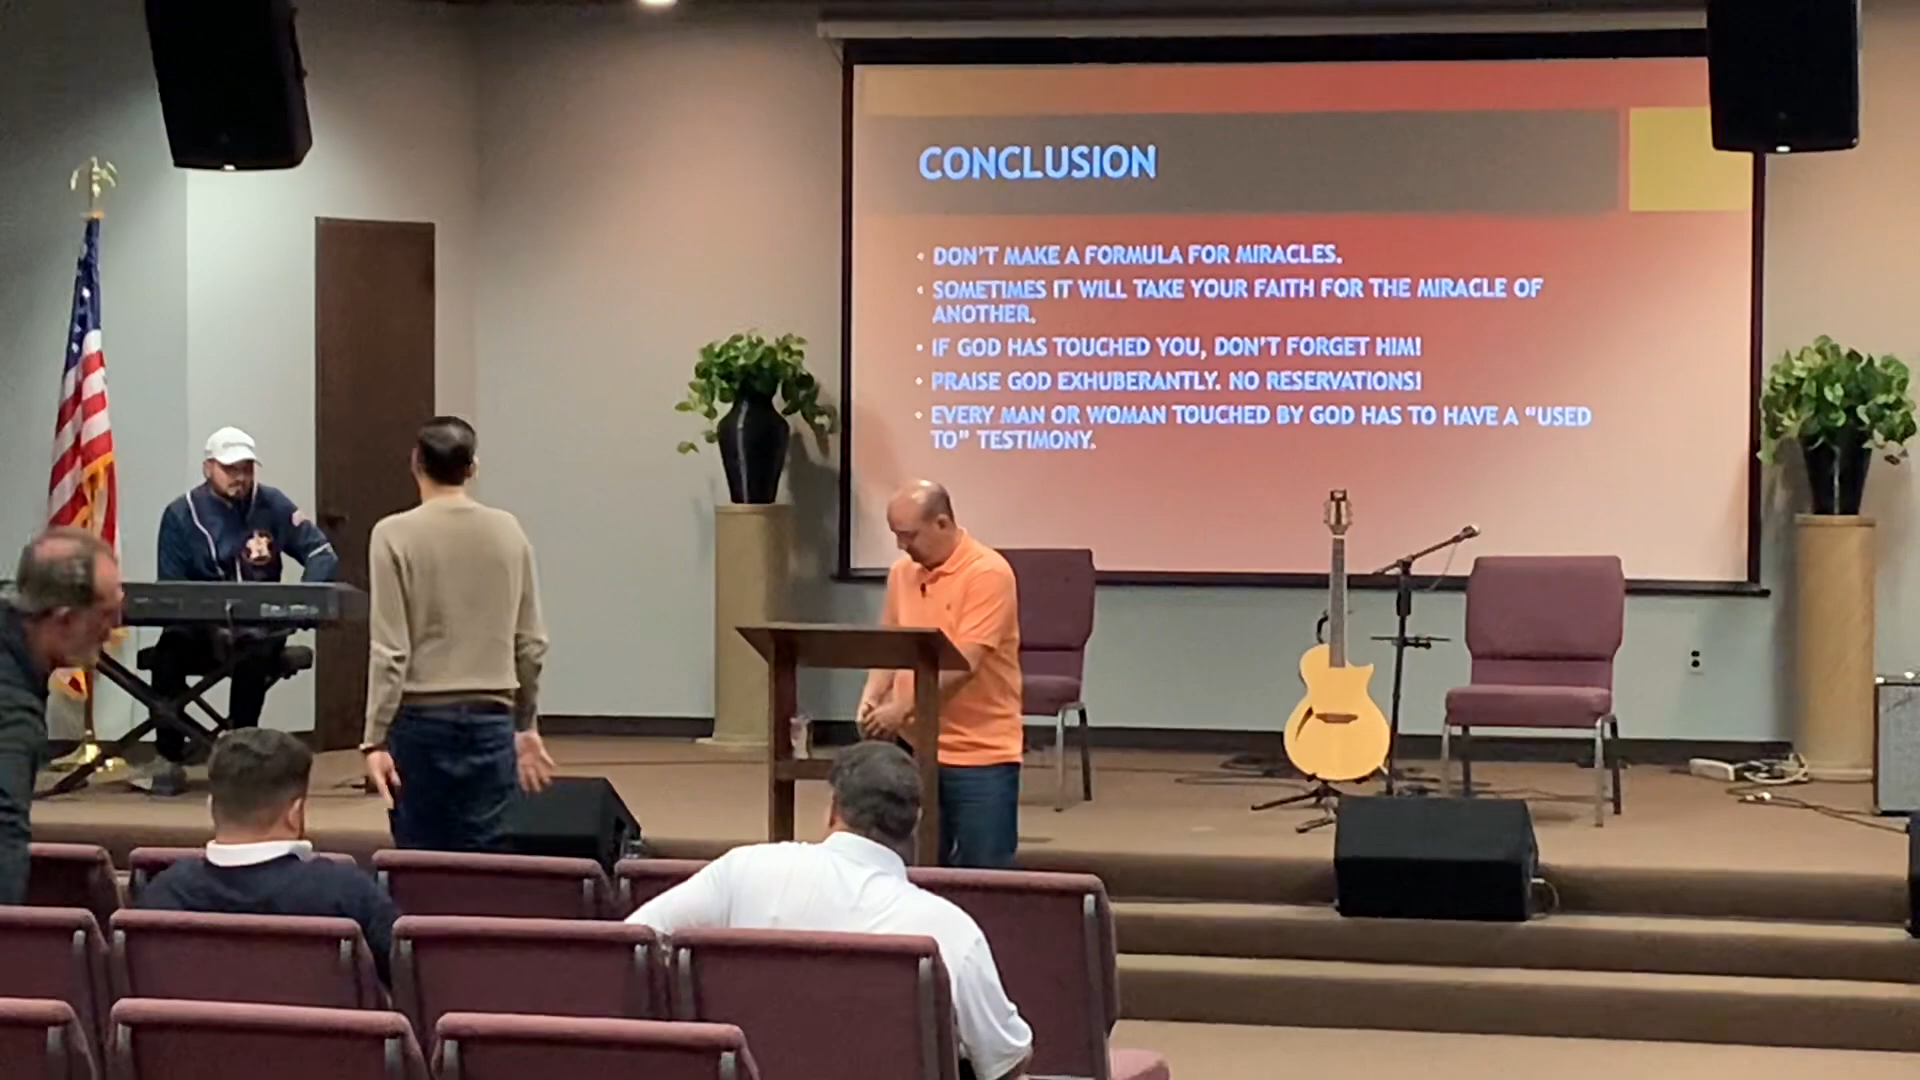 CONCLUSION
• DON'T MAKE A FORMULA FOR MIRACLES.
• SOMETIMES IT WILL TAKE YOUR FAITH FOR THE MIRACLE OF
ANOTHER.
• IF GOD HAS TOUCHED YOU, DON'T FORGET HIM!
• PRAISE GOD EXHUBERANTLY. NO RESERVATIONS!
• EVERY MAN OR WOMAN TOUCHED BY GOD HAS TO HAVE A “USED
TO” TESTIMONY.